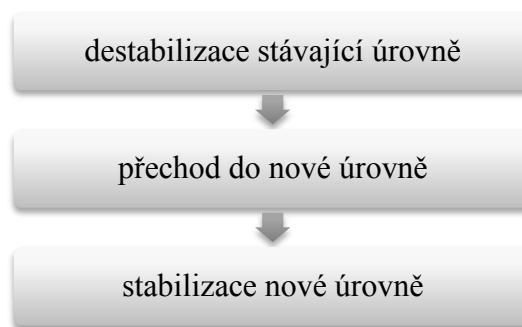 destabilizace stávající úrovně
přechod do nové úrovně
stabilizace nové úrovně